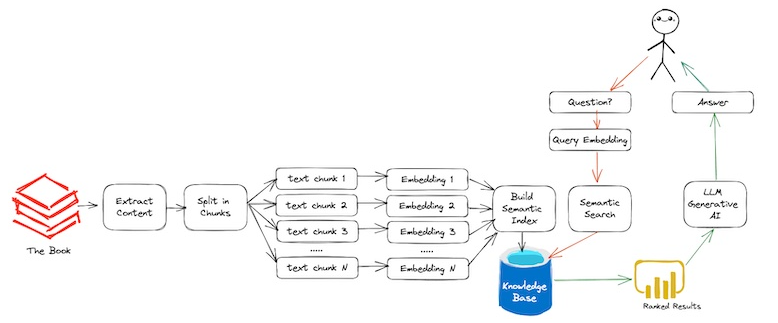 Question?
Answer
Query Embedding
The Book
Extract
Content
Split in
Chunks
text chunk 1
text chunk 2
text chunk 3
.....
text chunk N
Embedding 1
Embedding 2
Embedding 3
.....
Embedding N
Build
Semantic
Index
Knowledge
Base
Semantic
Search
LLM
Generative
AI
Ranked Results